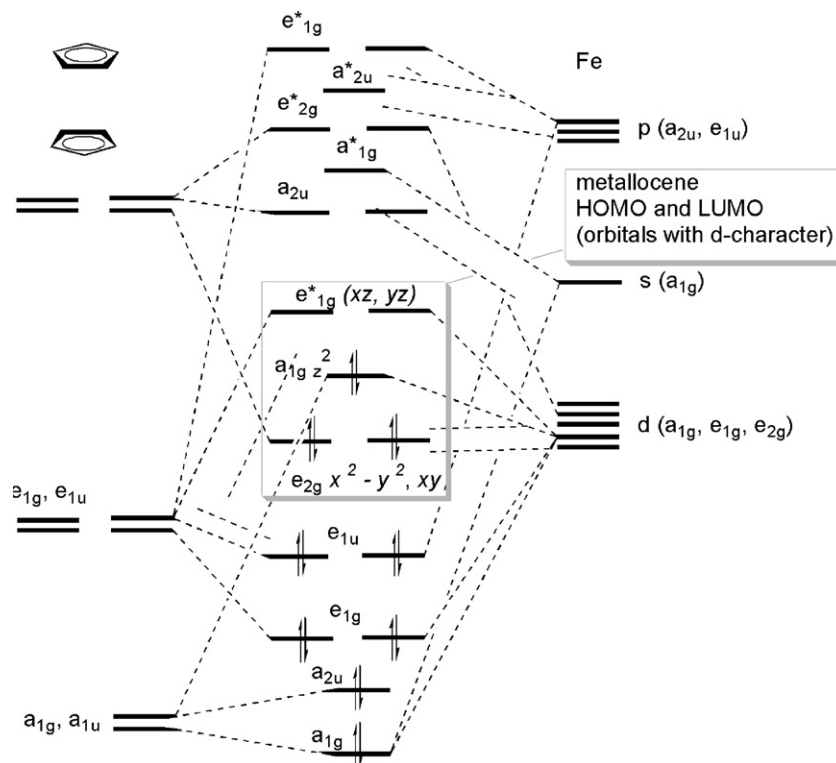 e*1g
a*2u
Fe
e*2g
p (a2u, e1u)
a*1g
metallocene
HOMO and LUMO
(orbitals with d-character)
a2u
s (a1g)
e*1g (xz, yz)
a1g z2
d (a1g, e1g, e2g)
e2g x2 - y2, xy
e1g, e1u
e1u
e1g
a2u
a1g, a1u
a1g